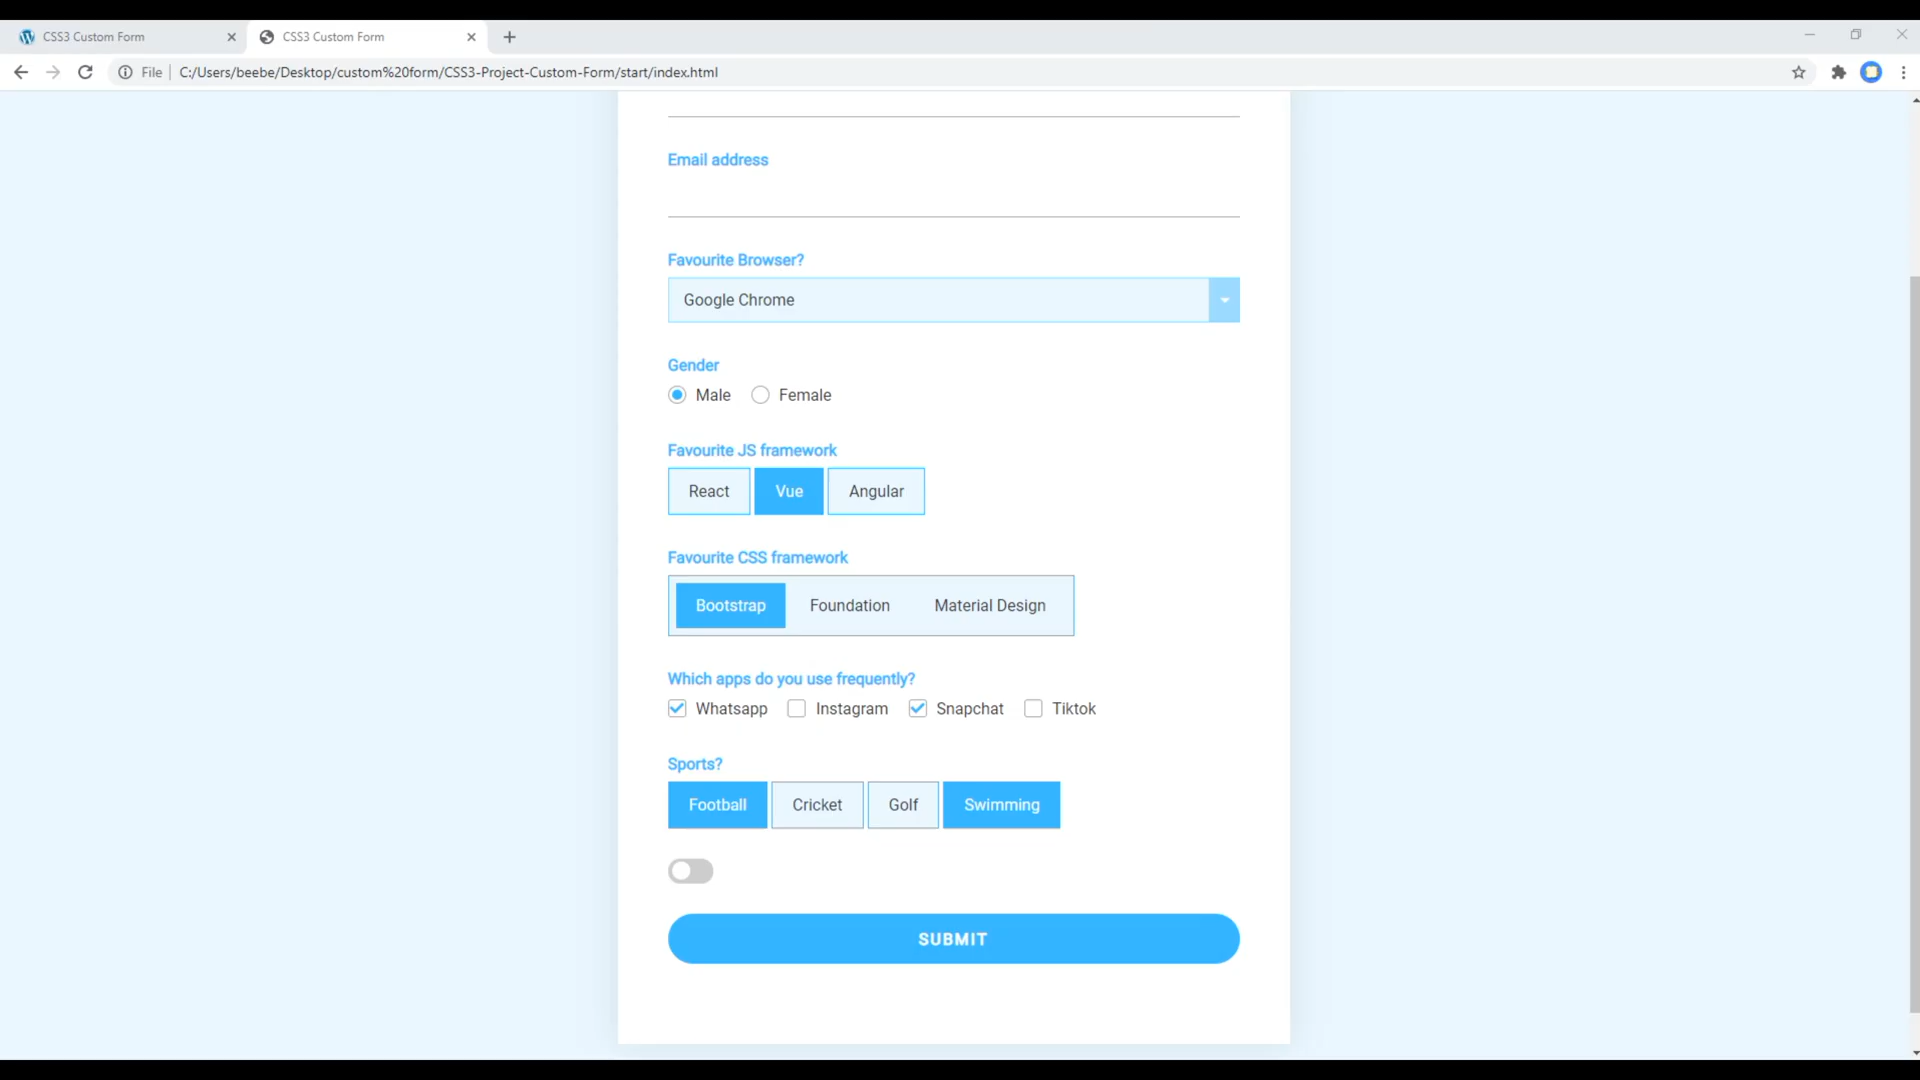 CSS3 Custom Form
CSS3 Custom Form
File C:/Users/beebe/Desktop/custom%20form/CSS3-Project-Custom-Form/start/index.html
Email address
Favourite Browser?
Google Chrome
Gender
Male Female
Favourite JS framework
React Vue Angular
Favourite CSS framework
Bootstrap Foundation Material Design
Which apps do you use frequently?
Whatsapp Instagram Snapchat Tiktok
Sports?
Football Cricket Golf Swimming
SUBMIT